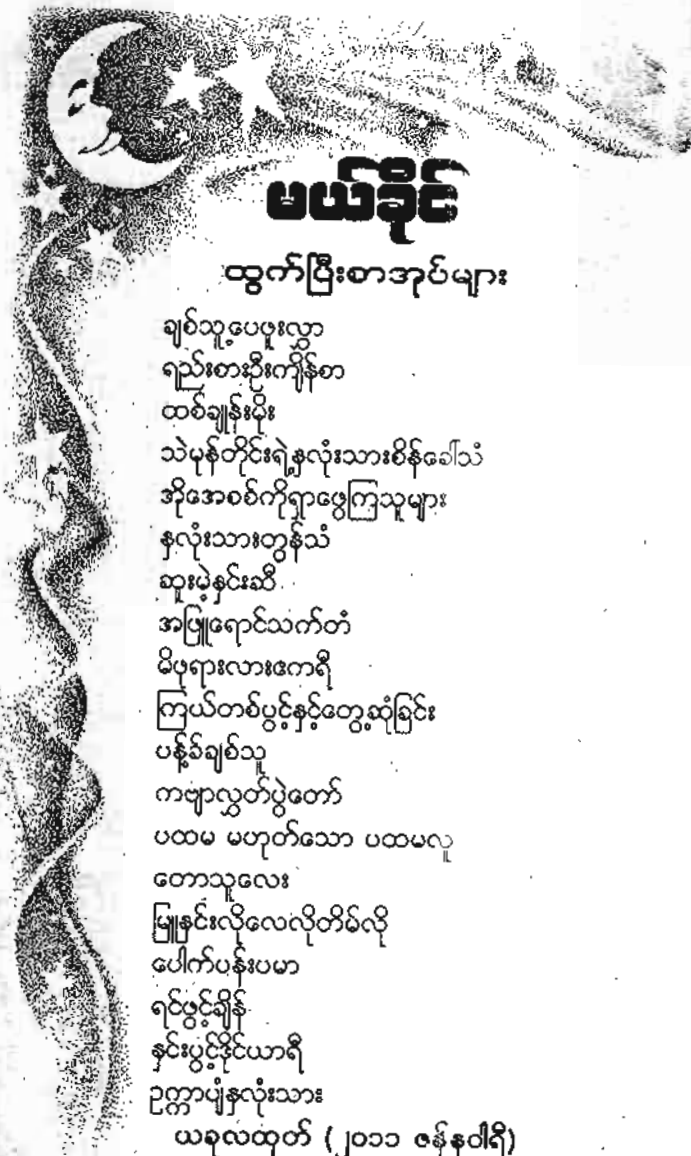 မယ်ခိုင်
ထွက်ပြီးစာအုပ်များ
ချစ်သူ့ပေဖူးလွှာ
ရည်းစားဦးကျိန်စာ
ထစ်ချုန်းမိုး
သဲမုန်တိုင်းရဲ့နှလုံးသားစိန်ခေါ်သံ
အိုအေစစ်ကိုရှာဖွေကြသူများ
နှလုံးသားတွန်သံ
ဆူးမဲ့နှင်းဆီ
အဖြူရောင်သက်တံ
မိဖုရားလားဧကရီ
ကြယ်တစ်ပွင့်နှင့်တွေ့ဆုံခြင်း
ပန့်ခ်ချစ်သူ
ကဗျာလွှတ်ပွဲတော်
ပထမ မဟုတ်သော ပထမလူ
တောသူလေး
မြူနှင်းလိုလေလိုတိမ်လို
ပေါက်ပန်းပမာ
ရင်ဖွင့်ချိန်
နှင်းပွင့်ဒိုင်ယာရီ
ဥက္ကာပျံနှလုံးသား
ယခုလထုတ် (၂၀၁၁ ဇန်နဝါရီ)